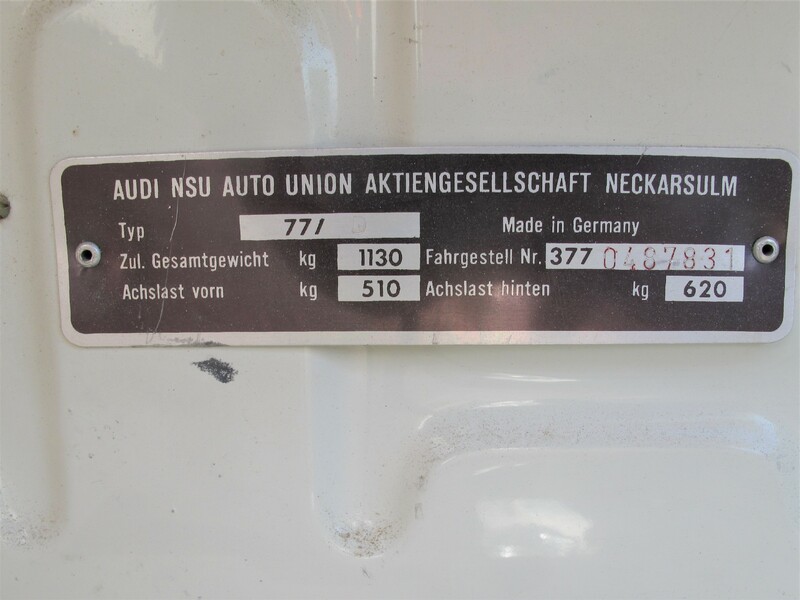 AUDI NSU AUTO UNION AKTIENGESELLSCHAFT NECKARSULM
Typ 77/ Made in Germany
Zul. Gesamtgewicht kg 1130 Fahrgestell Nr. 377 0487831
Achslast vorn kg 510 Achslast hinten kg 620